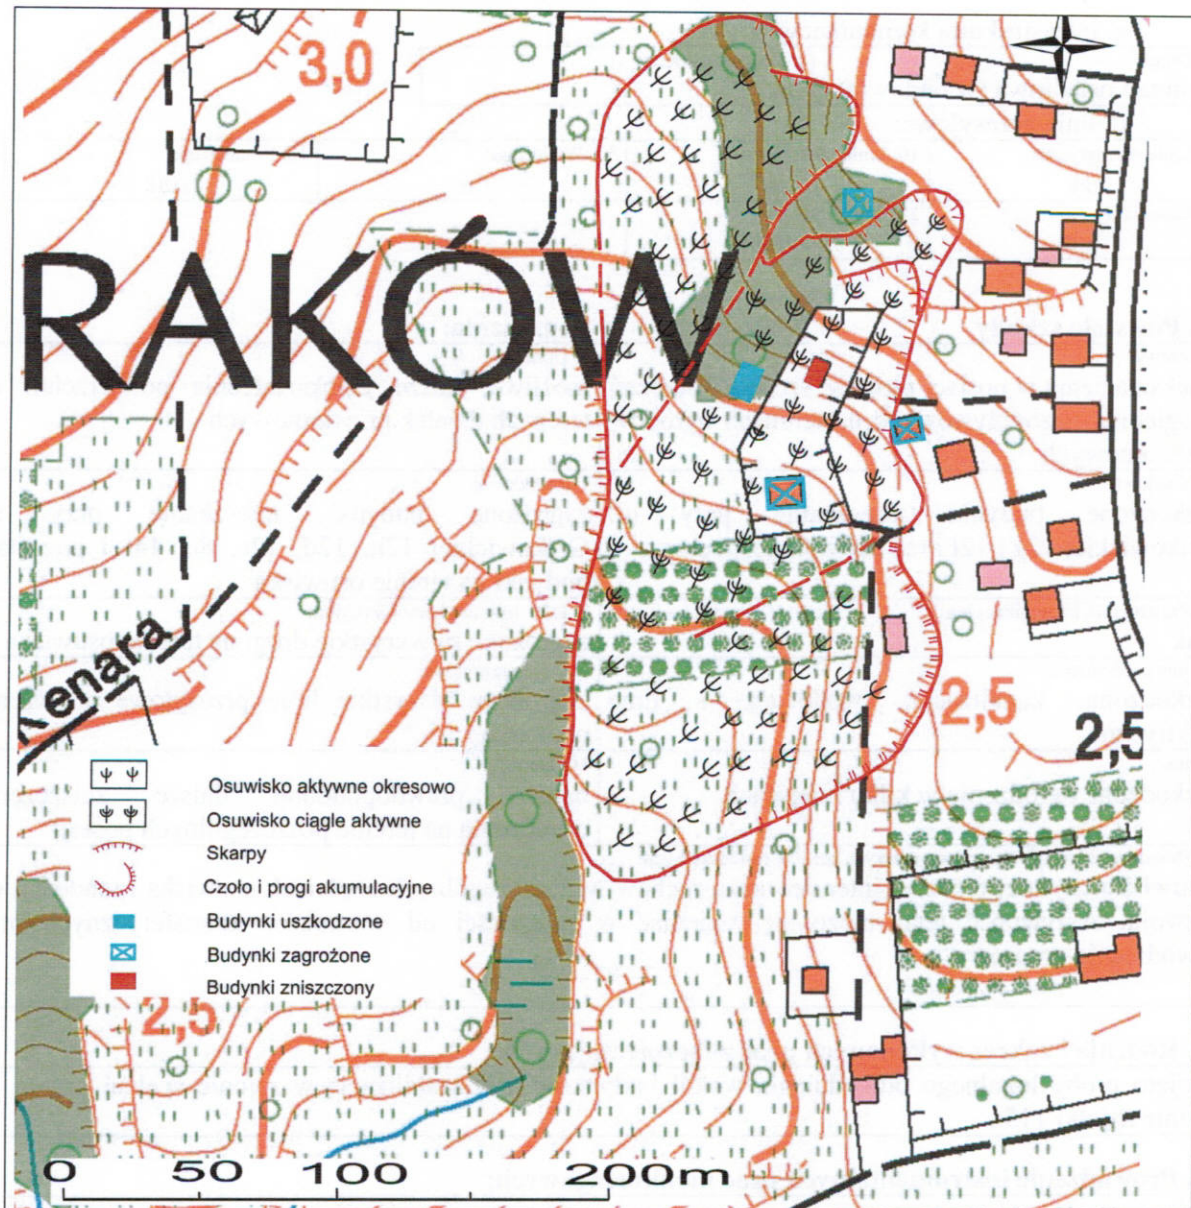 3,0
RAKÓW
Kenara
2,5
2,5
Osuwisko aktywne okresowo
Osuwisko ciągle aktywne
Skarpy
Czoło i progi akumulacyjne
Budynki uszkodzone
Budynki zagrożone
Budynki zniszczony
2,5
0 50 100 200m